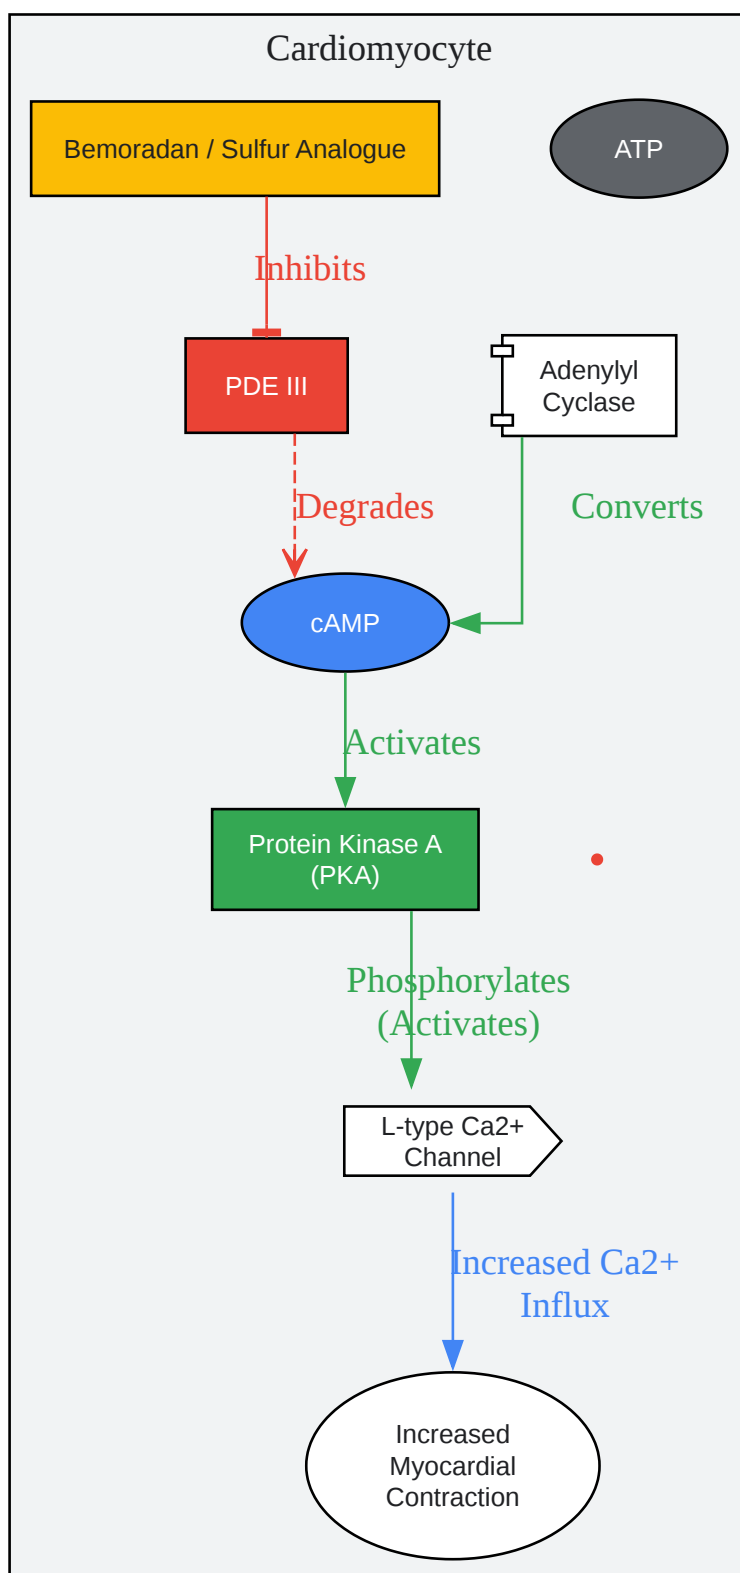 Cardiomyocyte
Bemoradan / Sulfur Analogue
ATP
Inhibits
PDE III
Adenylyl
Cyclase
Degrades
Converts
cAMP
Activates
Protein Kinase A
(PKA)
Phosphorylates
(Activates)
L-type Ca2+
Channel
Increased Ca2+
Influx
Increased
Myocardial
Contraction